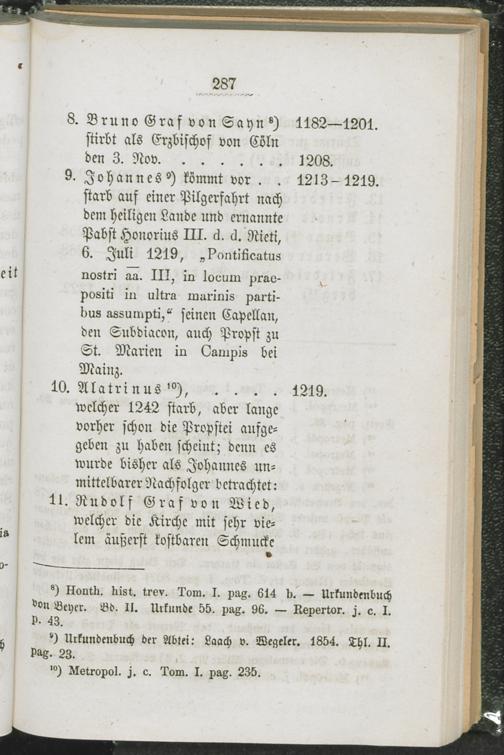 287
8. Bruno Graf von Sayn ⁸) 1182—1201.
stirbt als Erzbischof von Cöln
den 3. Nov. . . . . . . 1208.
9. Johannes ⁹) kömmt vor . . 1213–1219.
starb auf einer Pilgerfahrt nach
dem heiligen Lande und ernannte
Pabst Honorius III. d. d. Rieti,
6. Juli 1219, „Pontificatus
nostri aa. III, in locum prae-
positi in ultra marinis parti-
bus assumpti,“ seinen Capellan,
den Subdiacon, auch Propst zu
St. Marien in Campis bei
Mainz.
10. Alatrinus ¹⁰), . . . . . 1219.
welcher 1242 starb, aber lange
vorher schon die Propstei aufge-
geben zu haben scheint; denn es
wurde bisher als Johannes un-
mittelbarer Nachfolger betrachtet:
11. Rudolf Graf von Wied,
welcher die Kirche mit sehr vie-
lem äußerst kostbaren Schmucke
⁸) Honth. hist. trev. Tom. I. pag. 614 b. — Urkundenbuch
von Beyer. Bd. II. Urkunde 55. pag. 96. — Repertor. j. c. I.
p. 43.
⁹) Urkundenbuch der Abtei: Laach v. Wegeler. 1854. Thl. II.
pag. 23.
¹⁰) Metropol. j. c. Tom. I. pag. 235.
eit